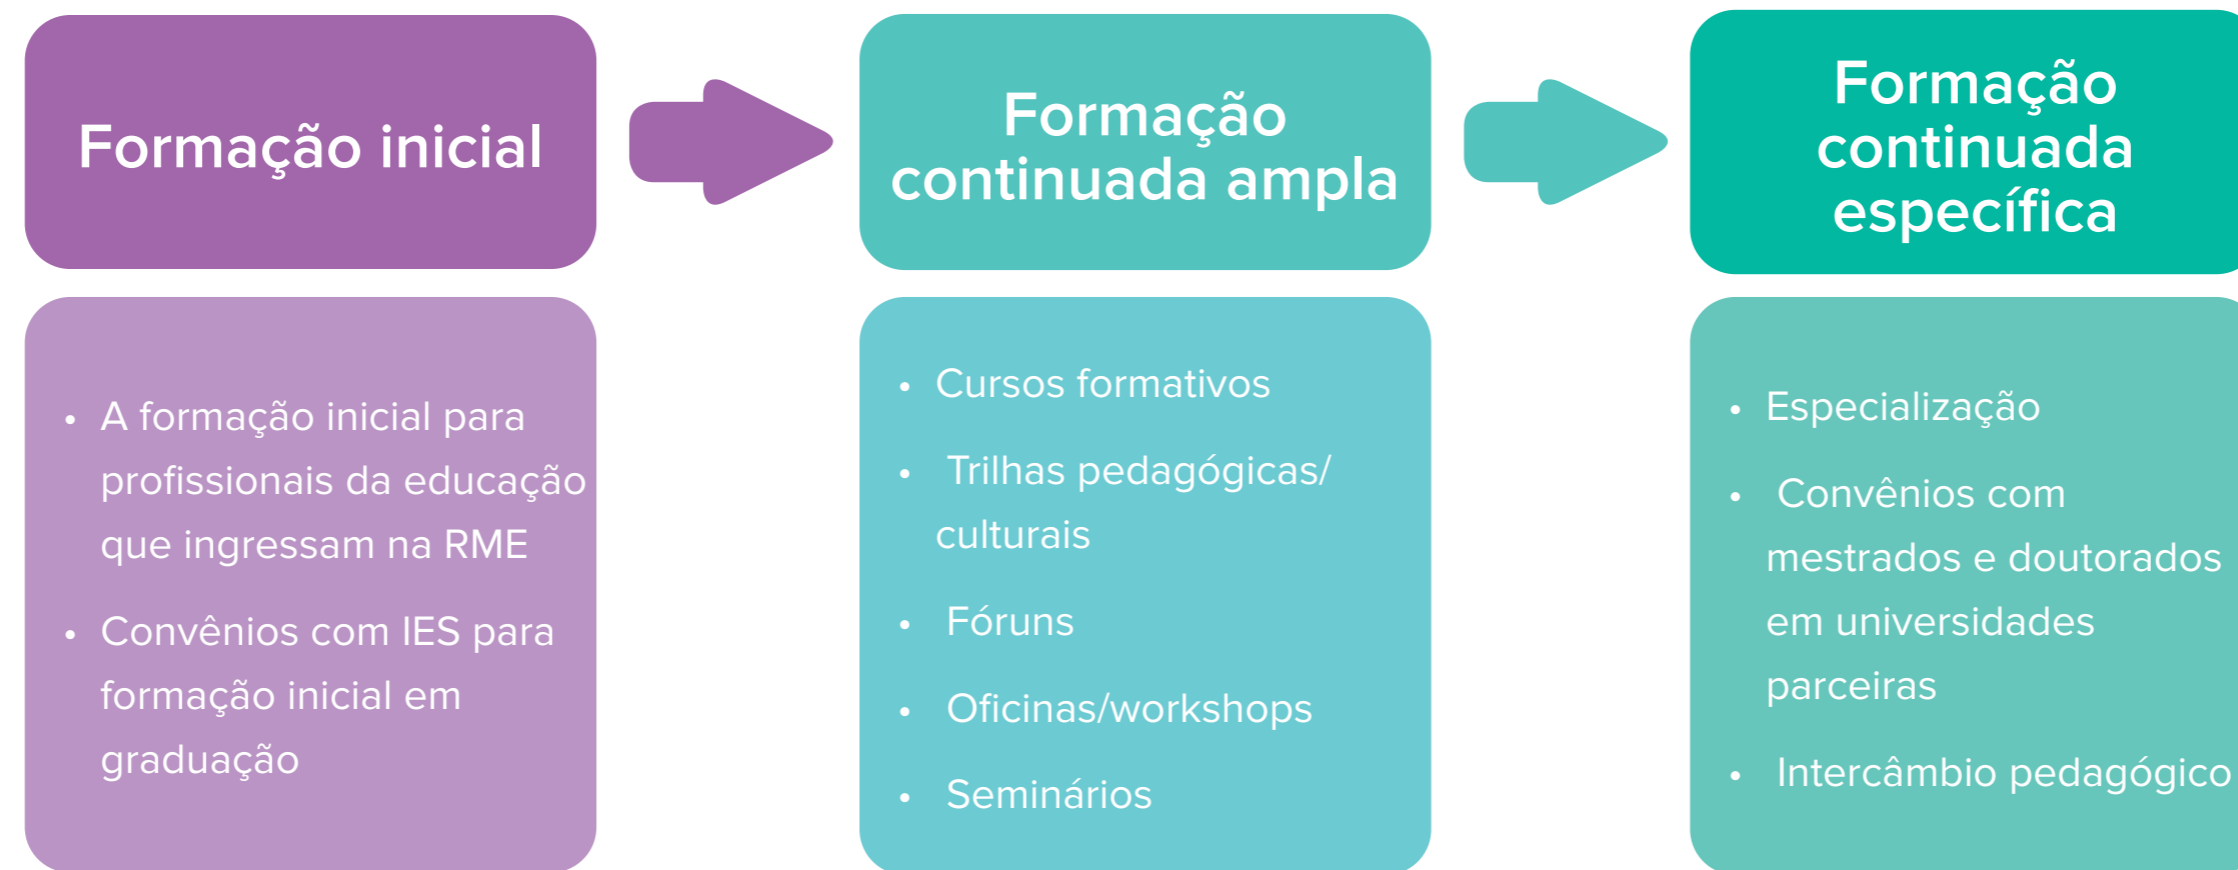 Formação inicial
Formação
continuada ampla
Formação
continuada
específica
• A formação inicial para
profissionais da educação
que ingressam na RME
• Convênios com IES para
formação inicial em
graduação
• Cursos formativos
• Trilhas pedagógicas/
culturais
• Fóruns
• Oficinas/workshops
• Seminários
• Especialização
• Convênios com
mestrados e doutorados
em universidades
parceiras
• Intercâmbio pedagógico